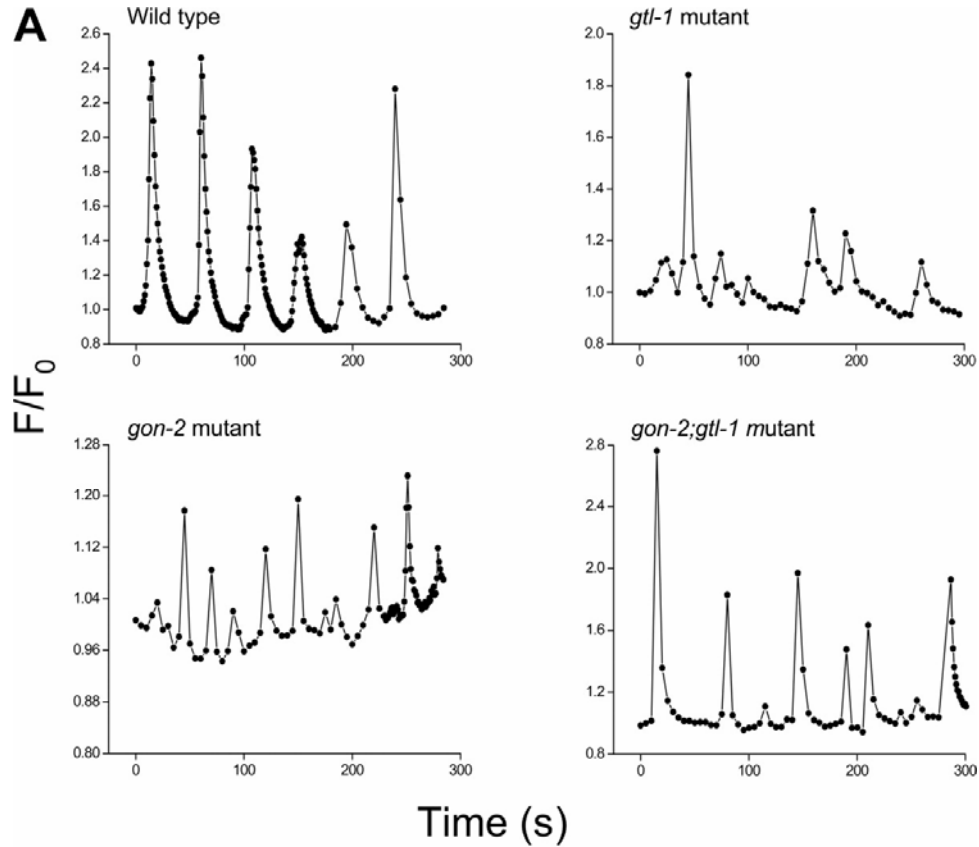 A
Wild type
2.6
2.4
2.2
2.0
1.8
1.6
1.4
1.2
1.0
0.8
0 100 200 300
gtl-1 mutant
2.0
1.8
1.6
1.4
1.2
1.0
0.8
0 100 200 300
F/F0
gon-2 mutant
1.28
1.20
1.12
1.04
0.96
0.88
0.80
0 100 200 300
gon-2;gtl-1 mutant
2.8
2.4
2.0
1.6
1.2
0.8
0 100 200 300
Time (s)